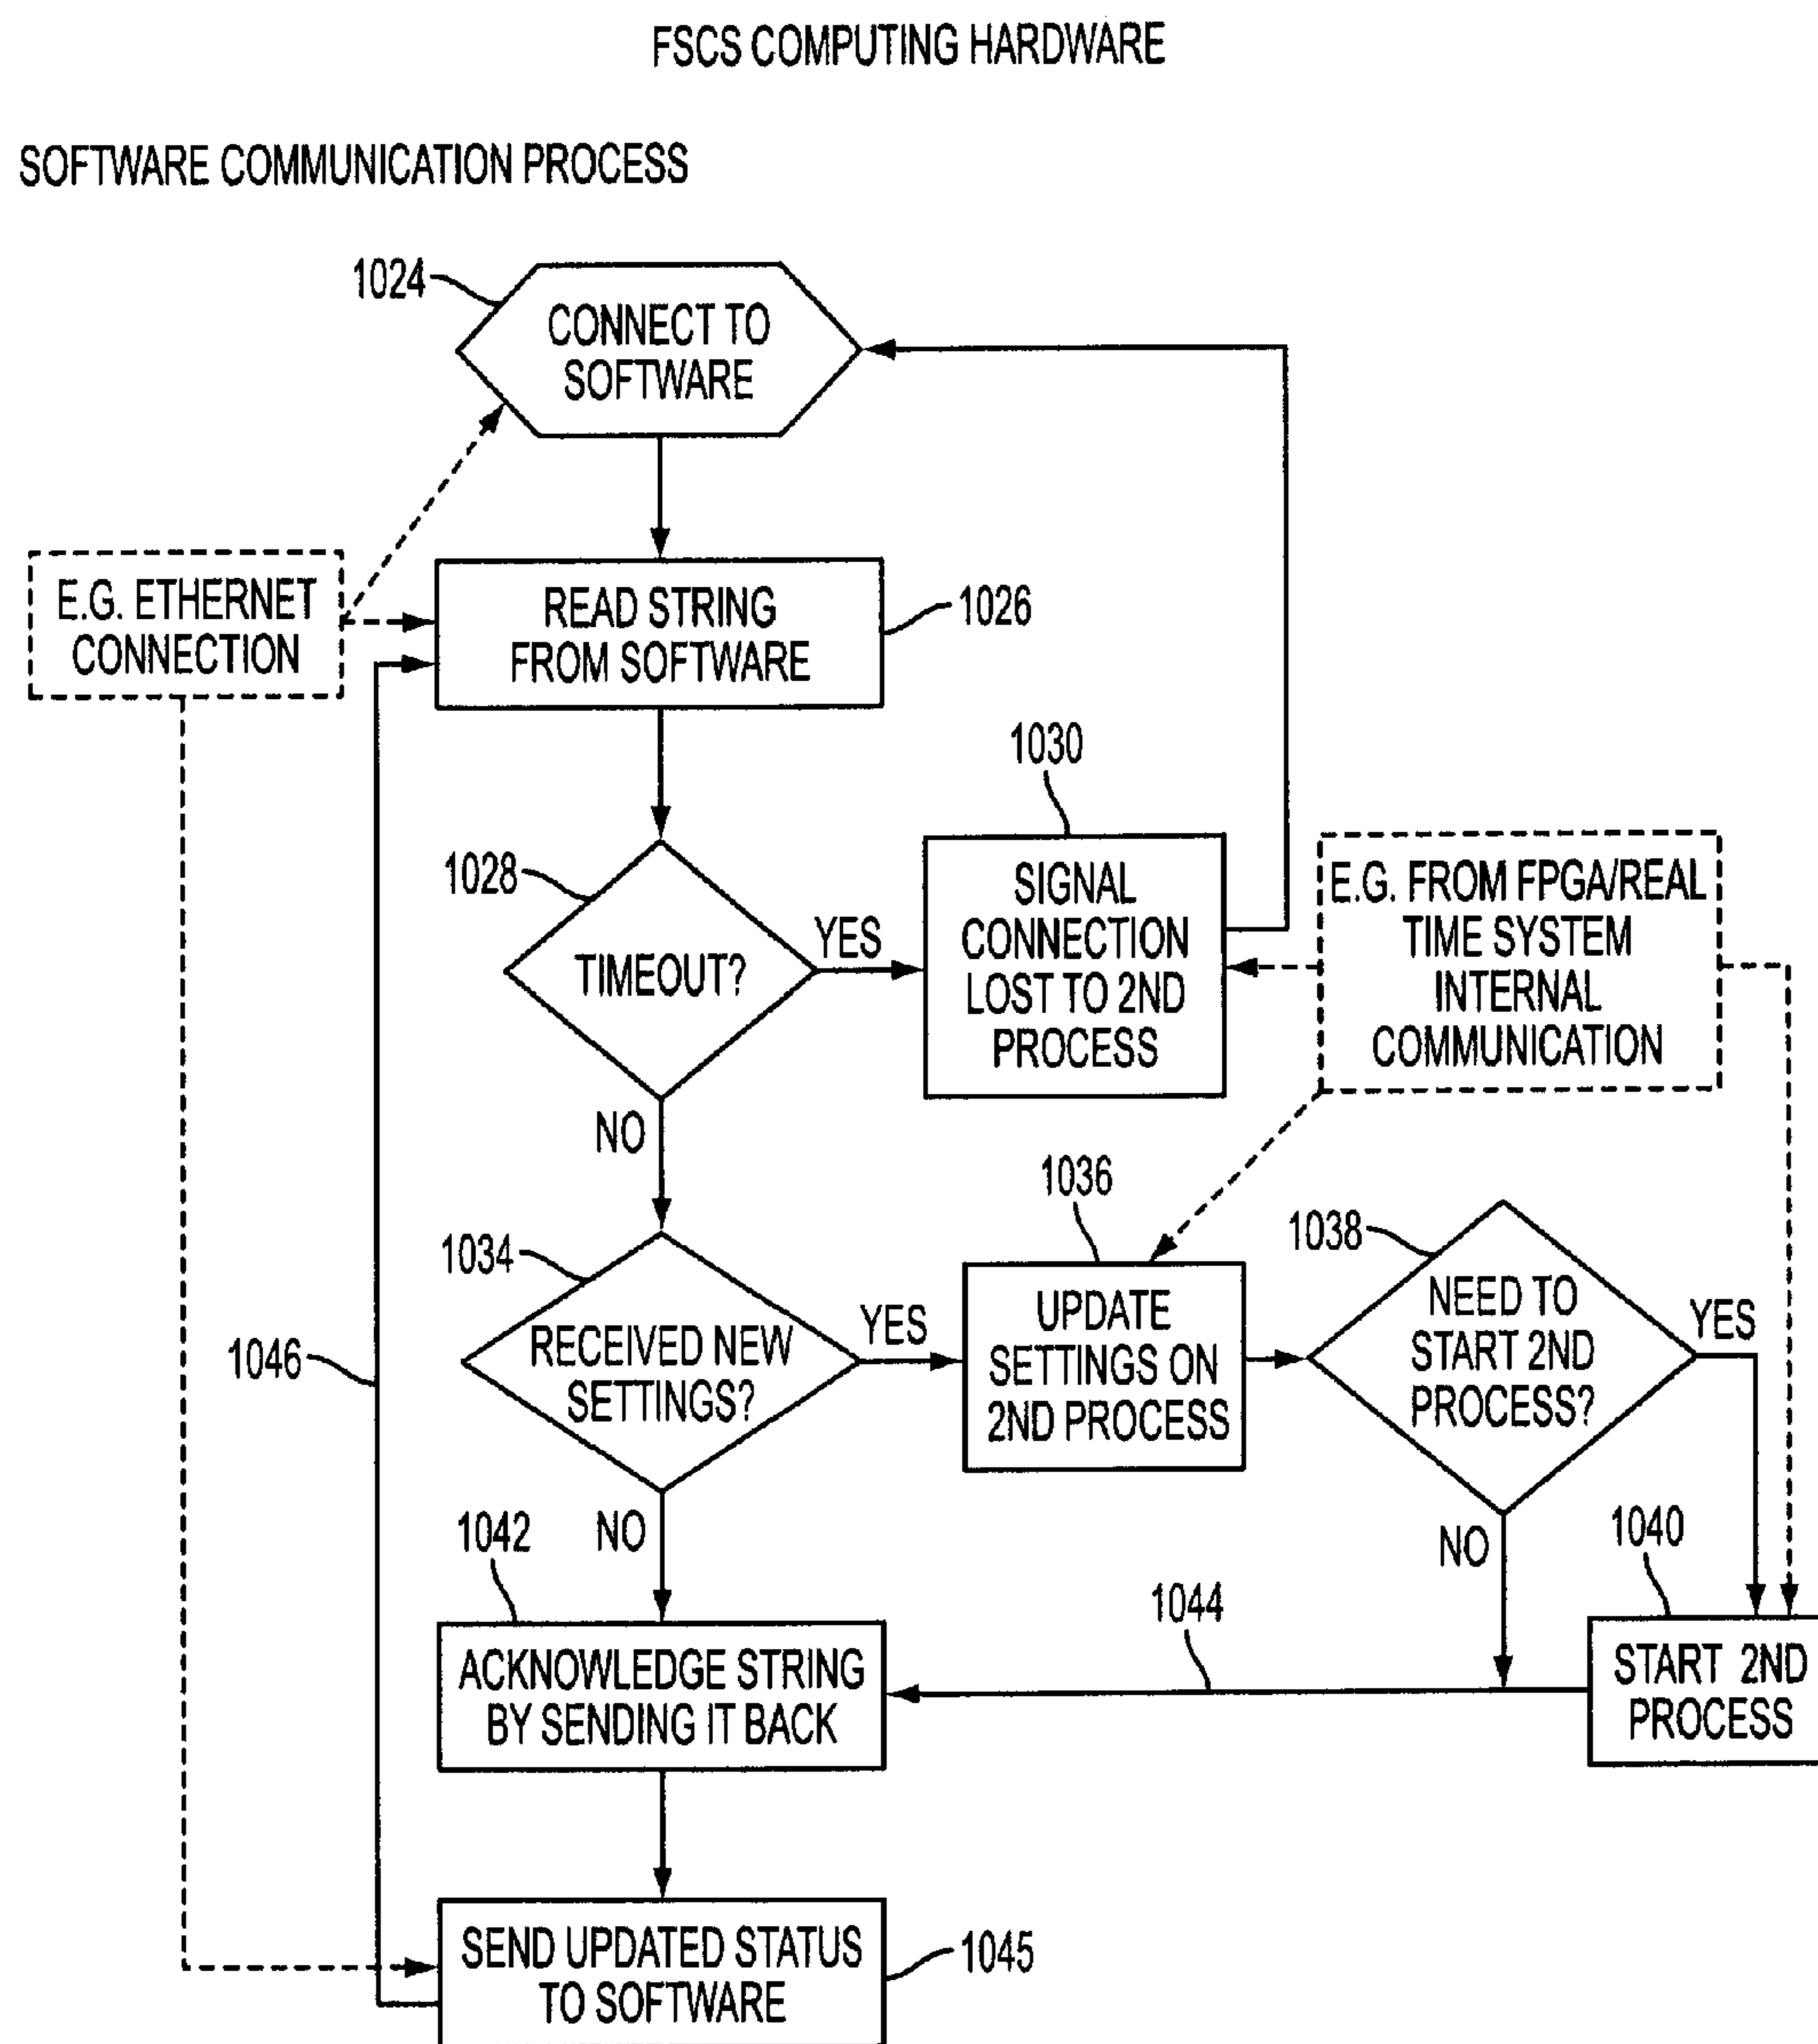 FSCS COMPUTING HARDWARE
SOFTWARE COMMUNICATION PROCESS
1024
CONNECT TO
SOFTWARE
E.G. ETHERNET
CONNECTION
READ STRING
FROM SOFTWARE
1026
1028
TIMEOUT?
YES
NO
1030
SIGNAL
CONNECTION
LOST TO 2ND
PROCESS
E.G. FROM FPGA/REAL
TIME SYSTEM
INTERNAL
COMMUNICATION
1034
RECEIVED NEW
SETTINGS?
YES
NO
1036
UPDATE
SETTINGS ON
2ND PROCESS
1038
NEED TO
START 2ND
PROCESS?
YES
NO
1040
START 2ND
PROCESS
1046
1042
ACKNOWLEDGE STRING
BY SENDING IT BACK
1044
SEND UPDATED STATUS
TO SOFTWARE
1045